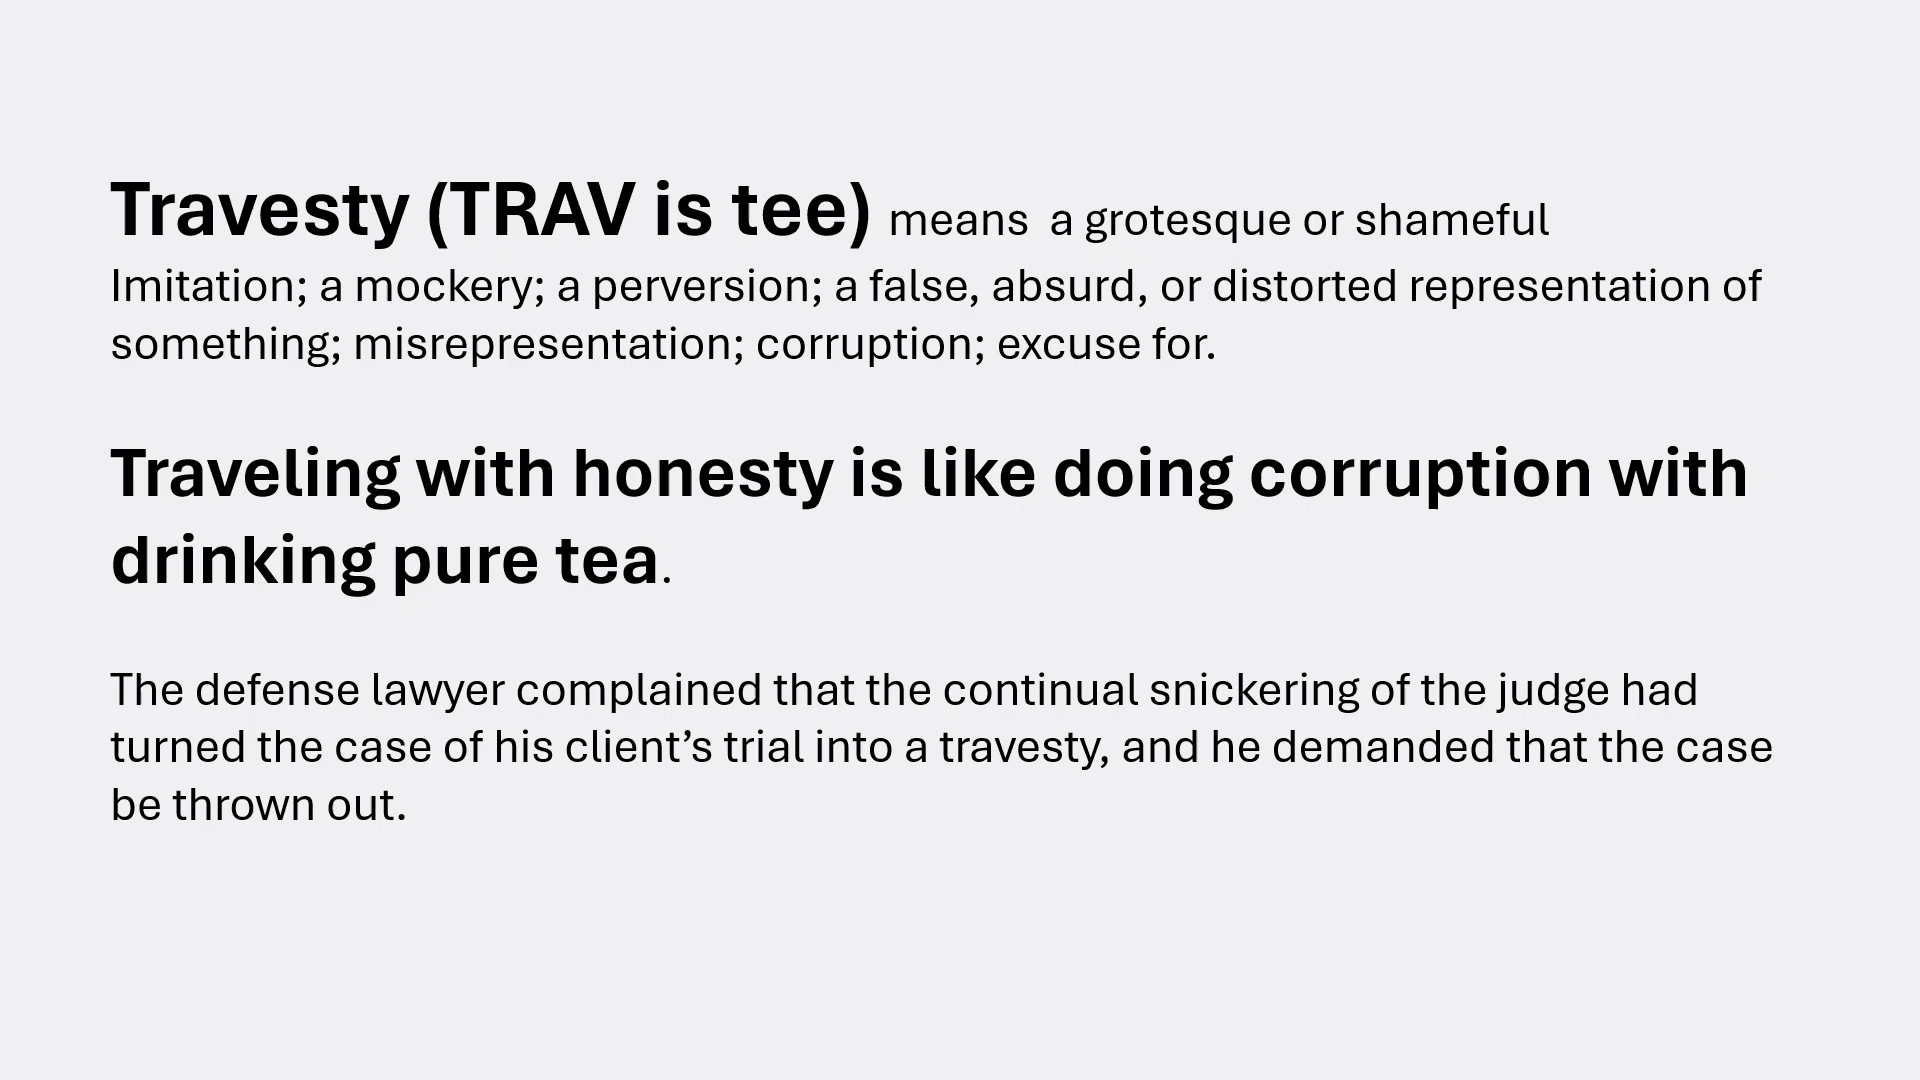 Travesty (TRAV is tee) means  a grotesque or shameful
Imitation; a mockery; a perversion; a false, absurd, or distorted representation of
something; misrepresentation; corruption; excuse for.
Traveling with honesty is like doing corruption with
drinking pure tea.
The defense lawyer complained that the continual snickering of the judge had
turned the case of his client’s trial into a travesty, and he demanded that the case
be thrown out.